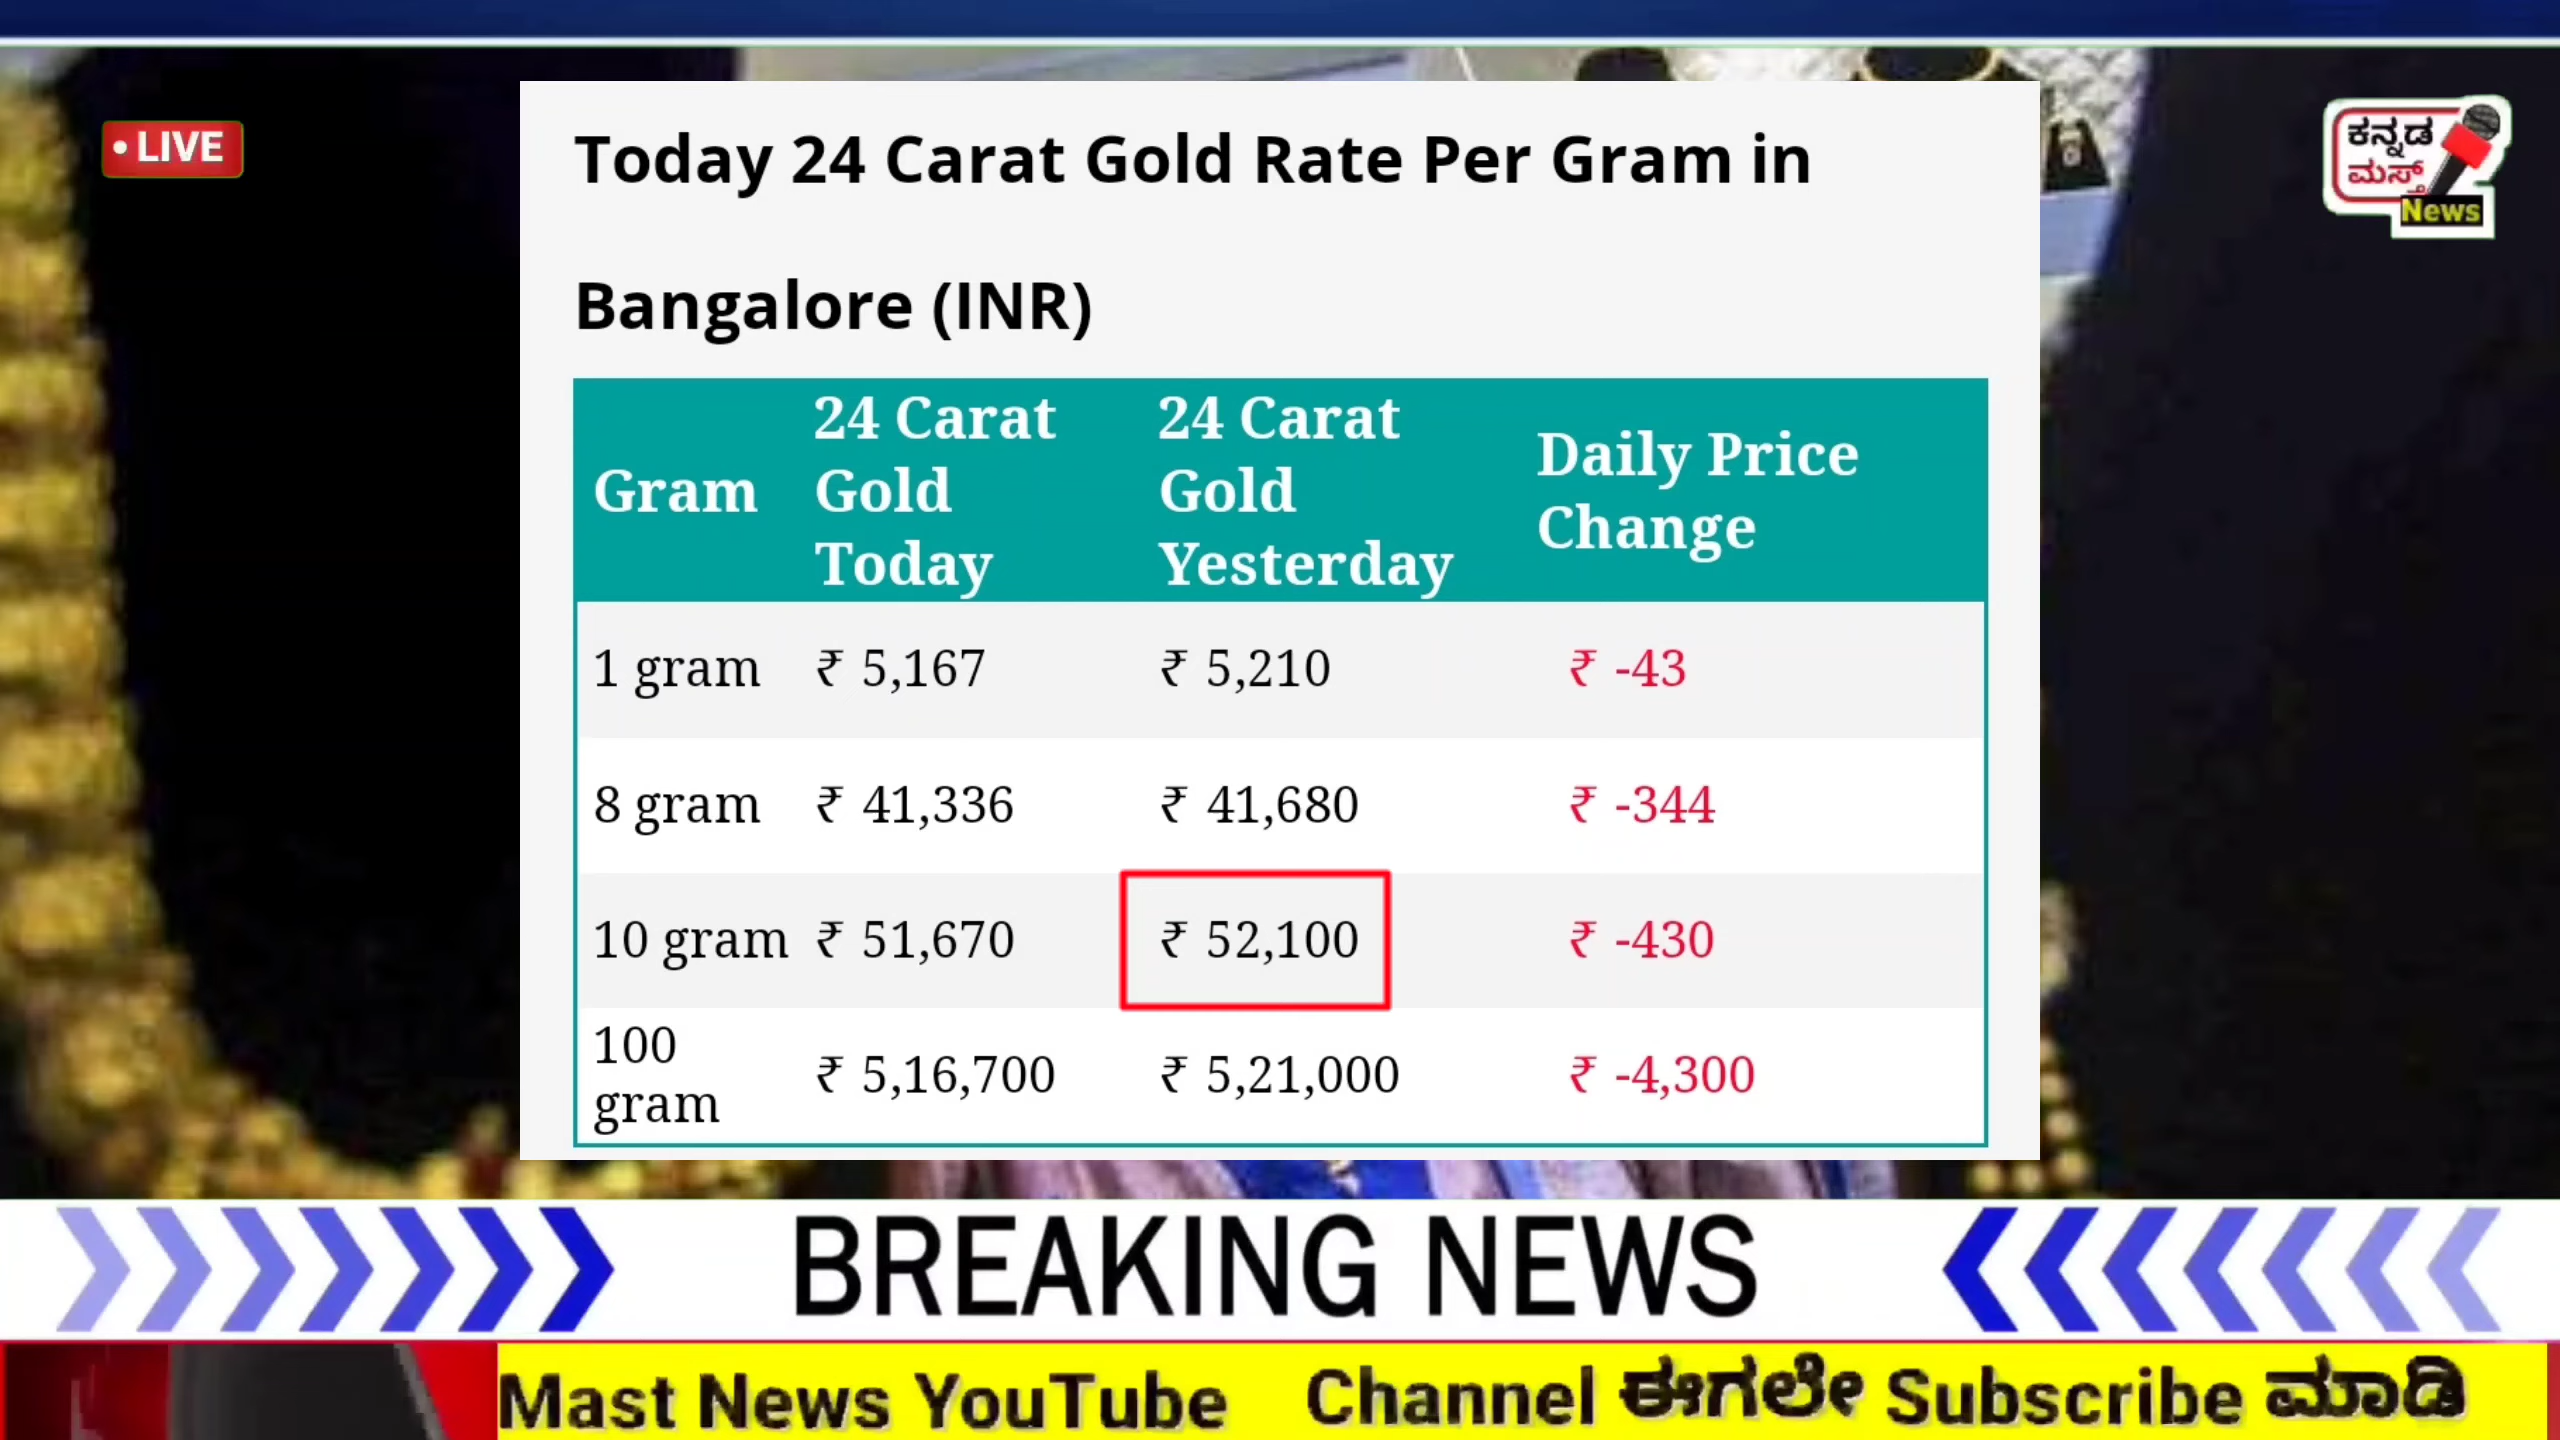 • LIVE
ಕನ್ನಡ
ಮಸ್ತ್
News
Today 24 Carat Gold Rate Per Gram in
Bangalore (INR)
Gram 24 Carat Gold Today 24 Carat Gold Yesterday Daily Price Change
1 gram ₹ 5,167 ₹ 5,210 ₹ -43
8 gram ₹ 41,336 ₹ 41,680 ₹ -344
10 gram ₹ 51,670 ₹ 52,100 ₹ -430
100 gram ₹ 5,16,700 ₹ 5,21,000 ₹ -4,300
BREAKING NEWS
Mast News YouTube Channel ಈಗಲೇ Subscribe ಮಾಡಿ